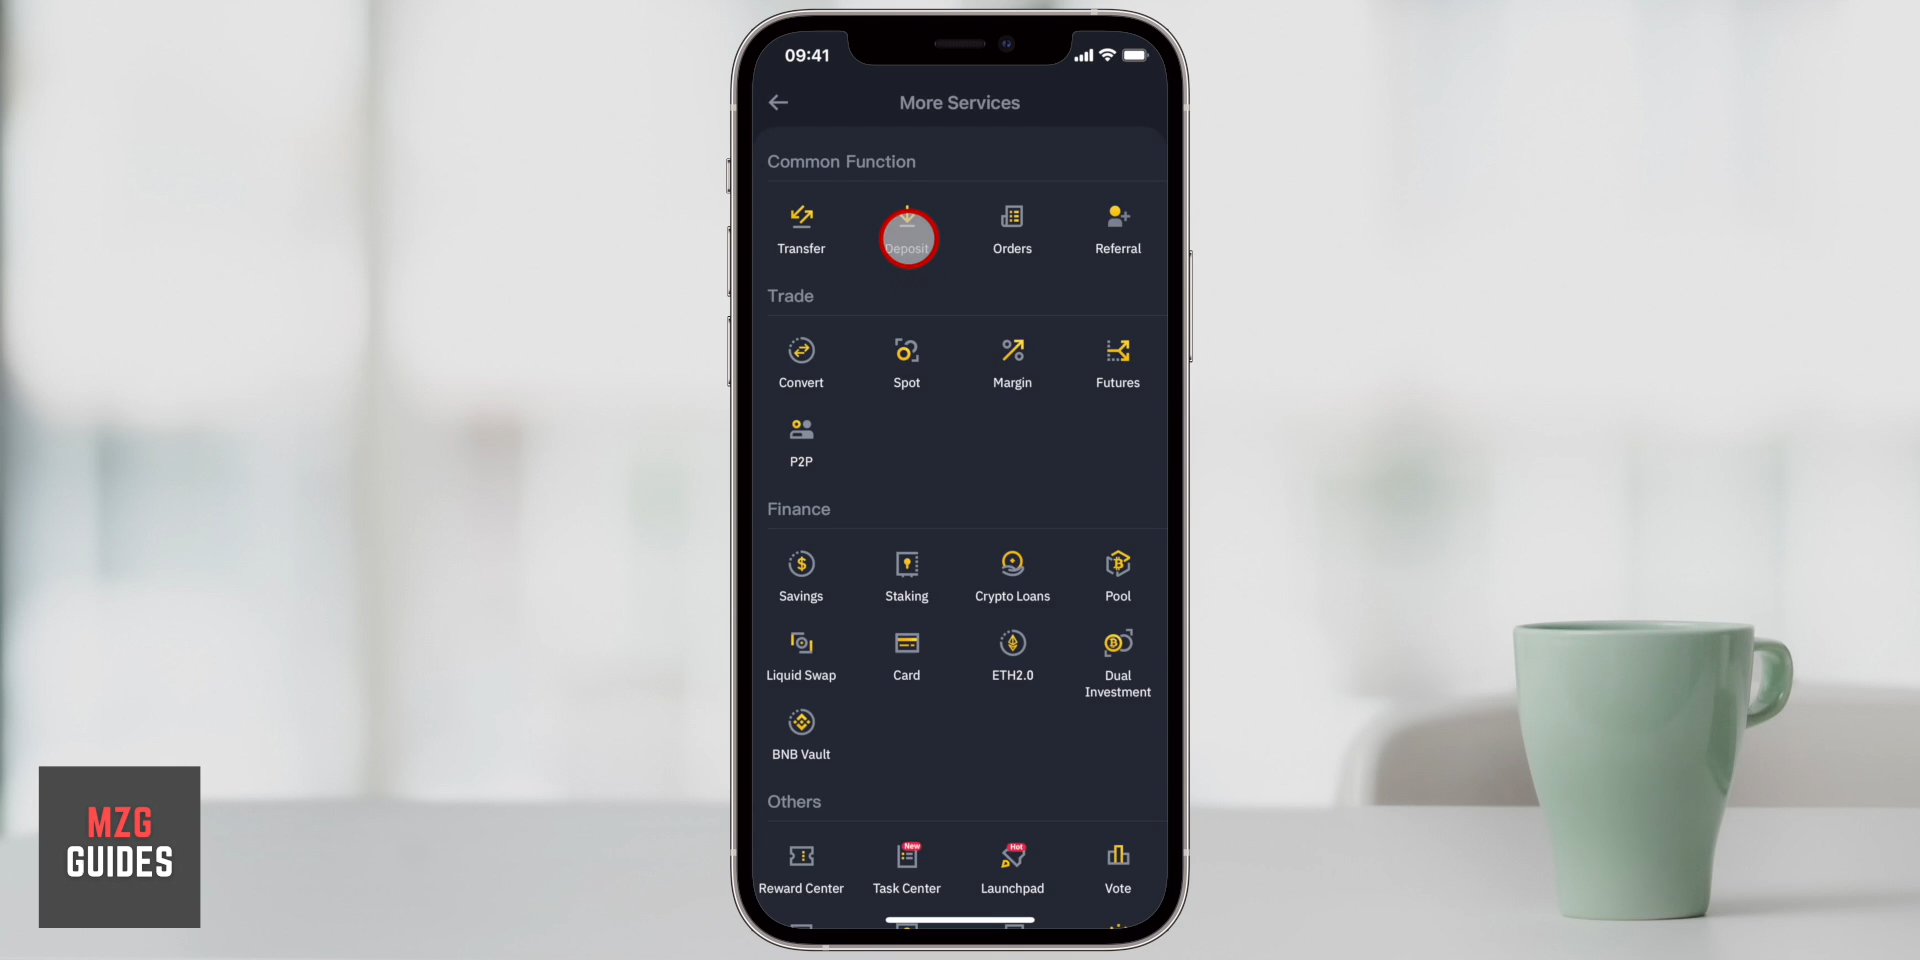 09:41
More Services
Common Function
Transfer
Deposit
Orders
Referral
Trade
Convert
Spot
Margin
Futures
P2P
Finance
Savings
Staking
Crypto Loans
Pool
Liquid Swap
Card
ETH2.0
Dual
Investment
BNB Vault
Others
New
Hot
Reward Center
Task Center
Launchpad
Vote
MZG
GUIDES